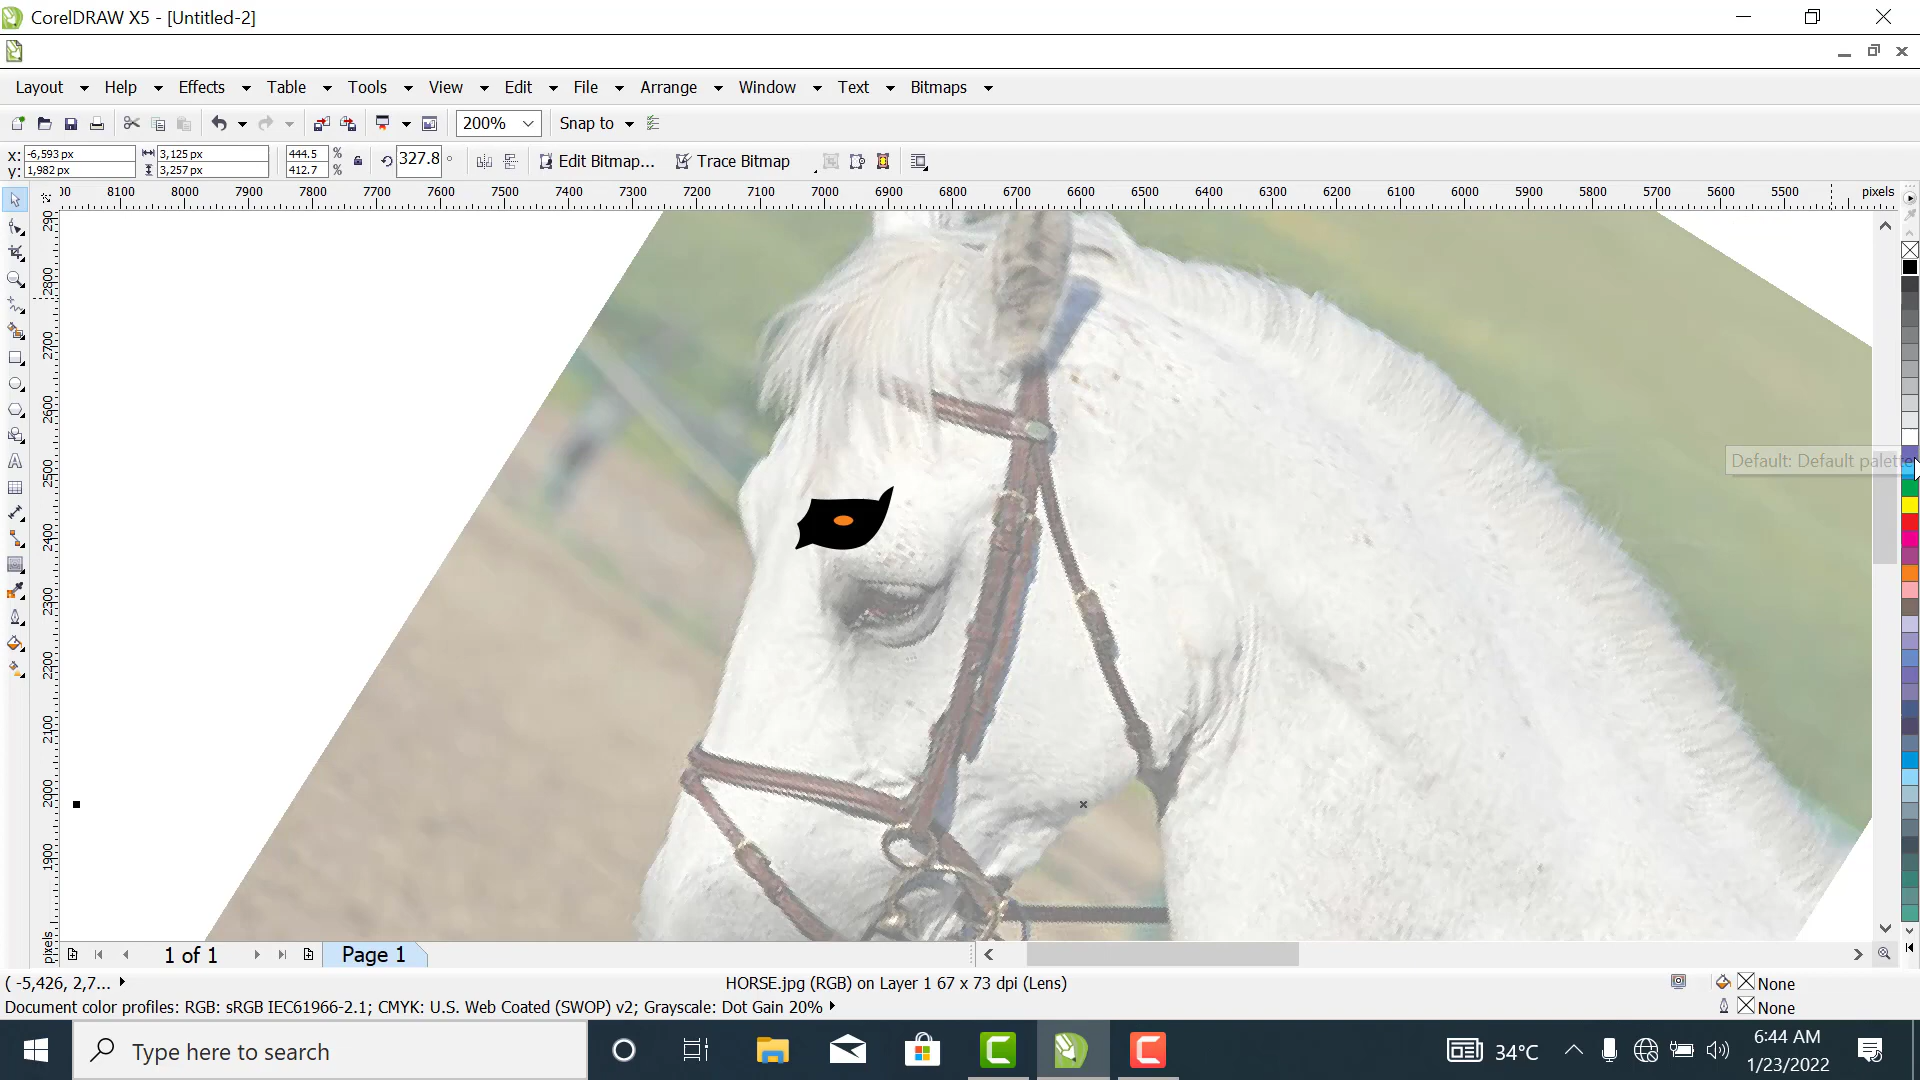 CorelDRAW X5 - [Untitled-2]
Layout Help Effects Table Tools View Edit File Arrange Window Text Bitmaps
200% Snap to
x: -6,593 px 3,125 px 444.5 % 327.8 ° Edit Bitmap... Trace Bitmap
y: 1,982 px 3,257 px 412.7 %
8100 8000 7900 7800 7700 7600 7500 7400 7300 7200 7100 7000 6900 6800 6700 6600 6500 6400 6300 6200 6100 6000 5900 5800 5700 5600 5500 pixels
2800
2700
2600
2500
2400
2300
2200
2100
2000
1900
pixels
Default: Default palette
1 of 1 Page 1
( -5,426, 2,7... HORSE.jpg (RGB) on Layer 1 67 x 73 dpi (Lens) None
Document color profiles: RGB: sRGB IEC61966-2.1; CMYK: U.S. Web Coated (SWOP) v2; Grayscale: Dot Gain 20% None
Type here to search 34°C 6:44 AM
1/23/2022